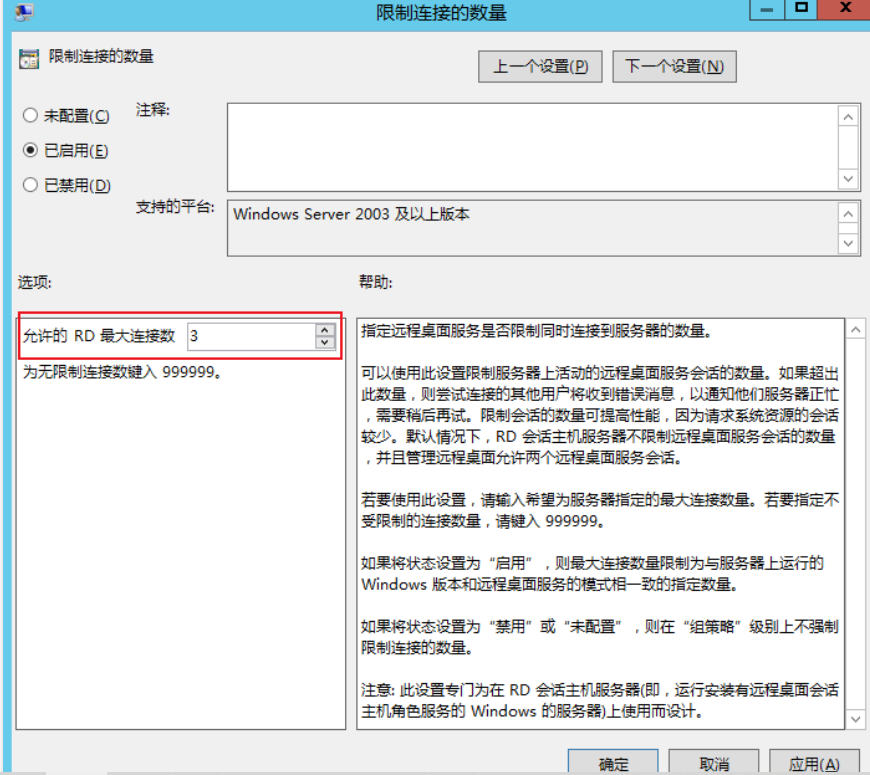 限制连接的数量
限制连接的数量
上一个设置(P)
下一个设置(N)
未配置(C)
注释:
已启用(E)
已禁用(D)
支持的平台:
Windows Server 2003 及以上版本
选项:
帮助:
允许的 RD 最大连接数
3
为无限制连接数键入 999999。
指定远程桌面服务是否限制同时连接到服务器的数量。
可以使用此设置限制服务器上活动的远程桌面服务会话的数量。如果超出
此数量，则尝试连接的其他用户将收到错误消息，以通知他们服务器正忙
，需要稍后再试。限制会话的数量可提高性能，因为请求系统资源的会话
较少。默认情况下，RD 会话主机服务器不限制远程桌面服务会话的数量
，并且管理远程桌面允许两个远程桌面服务会话。
若要使用此设置，请输入希望为服务器指定的最大连接数量。若要指定不
受限制的连接数量，请键入 999999。
如果将状态设置为“启用”，则最大连接数量限制为与服务器上运行的
Windows 版本和远程桌面服务的模式相一致的指定数量。
如果将状态设置为“禁用”或“未配置”，则在“组策略”级别上不强制
限制连接的数量。
注意: 此设置专门为在 RD 会话主机服务器(即，运行安装有远程桌面会话
主机角色服务的 Windows 的服务器)上使用而设计。
确定
取消
应用(A)